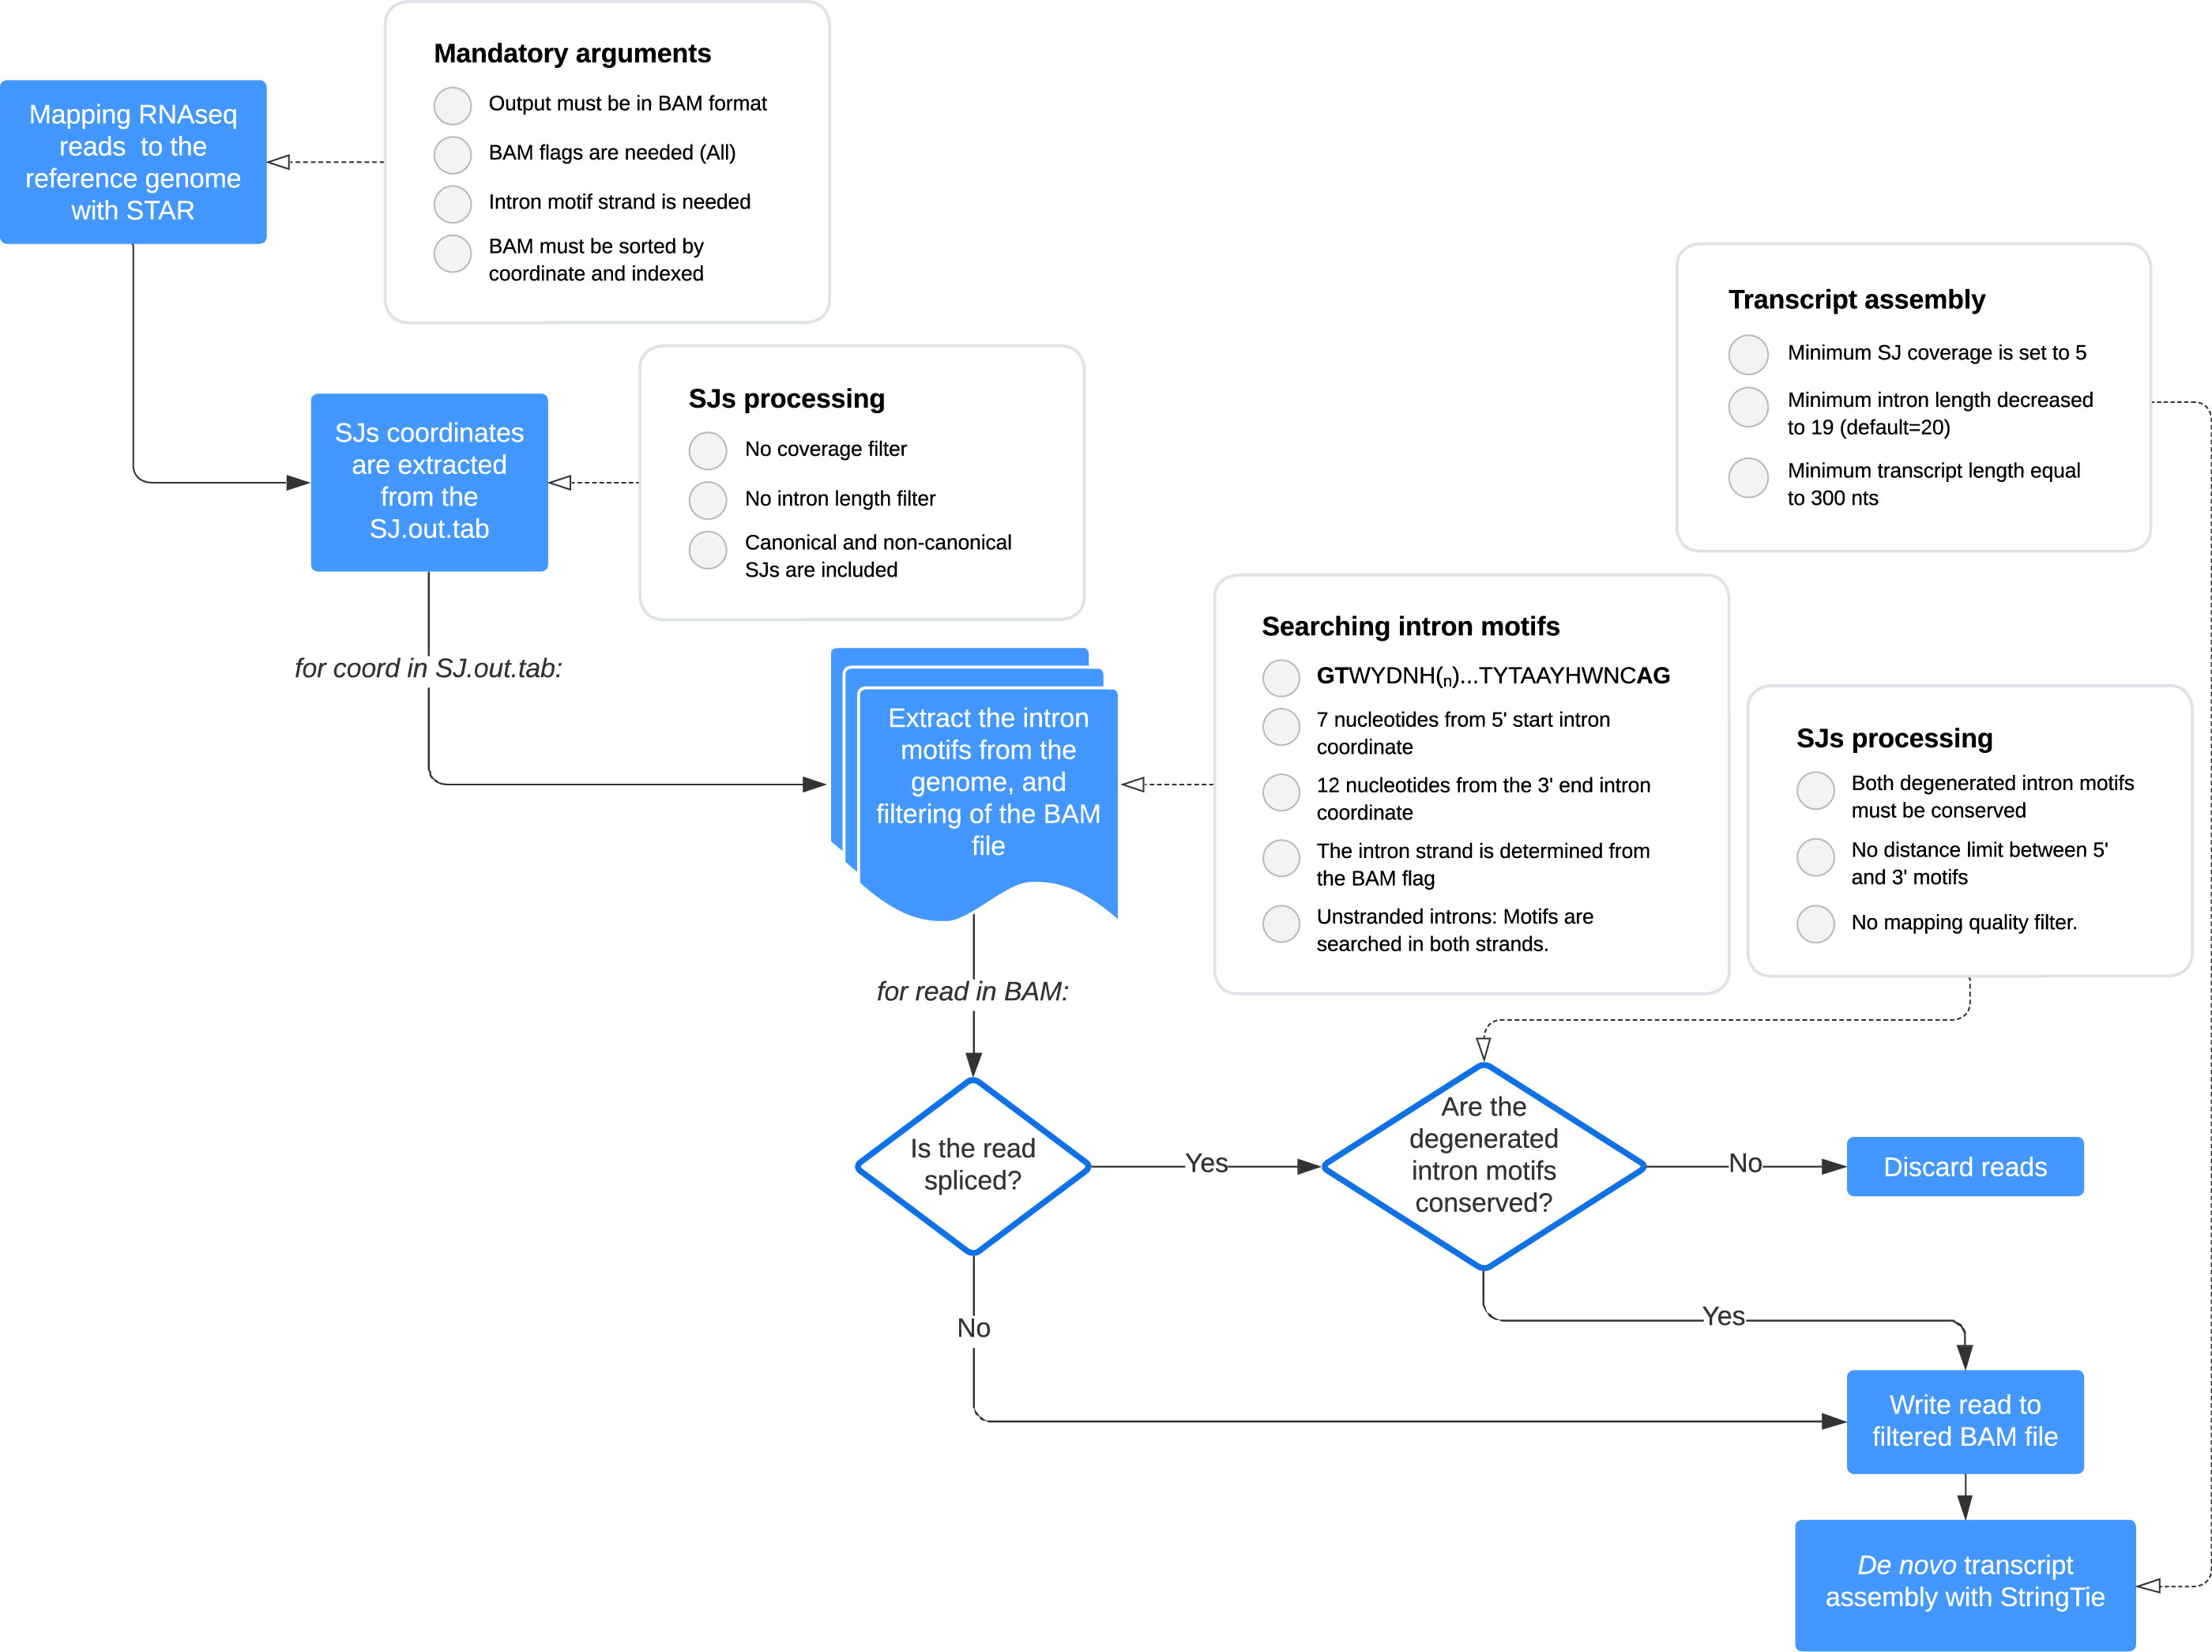 Mandatory arguments
Output must be in BAM format
BAM flags are needed (All)
Intron motif strand is needed
BAM must be sorted by
coordinate and indexed
Mapping RNAseq
reads  to the
reference genome
with STAR
SJs coordinates
are extracted
from the
SJ.out.tab
SJs processing
No coverage filter
No intron length filter
Canonical and non-canonical
SJs are included
Transcript assembly
Minimum SJ coverage is set to 5
Minimum intron length decreased
to 19 (default=20)
Minimum transcript length equal
to 300 nts
for coord in SJ.out.tab:
Extract the intron
motifs from the
genome, and
filtering of the BAM
file
Searching intron motifs
GTWYDNH(n)...TYTAAYHWNCAG
7 nucleotides from 5' start intron
coordinate
12 nucleotides from the 3' end intron
coordinate
The intron strand is determined from
the BAM flag
Unstranded introns: Motifs are
searched in both strands.
SJs processing
Both degenerated intron motifs
must be conserved
No distance limit between 5'
and 3' motifs
No mapping quality filter.
for read in BAM:
Is the read
spliced?
Yes
Are the
degenerated
intron motifs
conserved?
No
Discard reads
No
Yes
Write read to
filtered BAM file
De novo transcript
assembly with StringTie